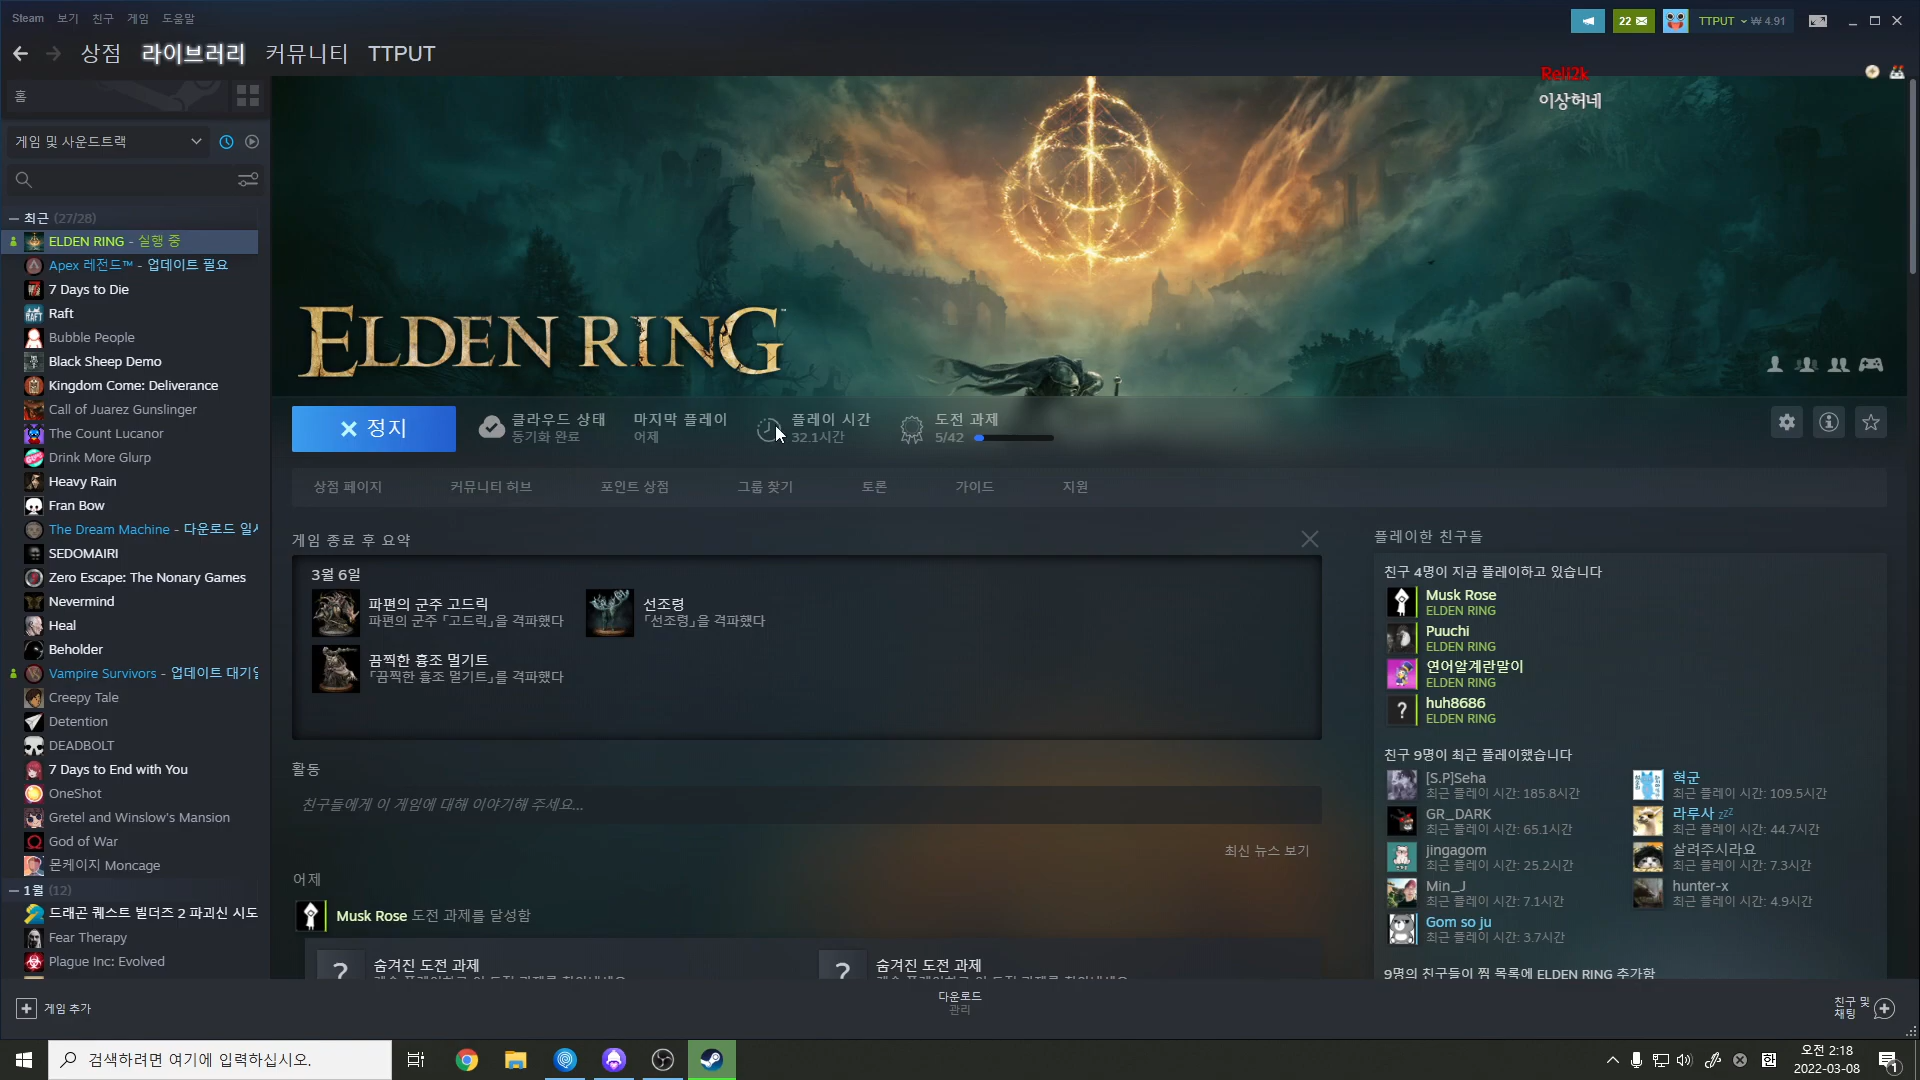 Steam 보기 친구 게임 도움말
22
TTPUT ₩ 4.91
상점 라이브러리 커뮤니티 TTPUT
Reli2k
이상허네
홈
게임 및 사운드트랙
최근 (27/28)
ELDEN RING - 실행 중
Apex 레전드™ - 업데이트 필요
7 Days to Die
Raft
Bubble People
Black Sheep Demo
Kingdom Come: Deliverance
Call of Juarez Gunslinger
The Count Lucanor
Drink More Glurp
Heavy Rain
Fran Bow
The Dream Machine - 다운로드 일시
SEDOMAIRI
Zero Escape: The Nonary Games
Nevermind
Heal
Beholder
Vampire Survivors - 업데이트 대기
Creepy Tale
Detention
DEADBOLT
7 Days to End with You
OneShot
Gretel and Winslow's Mansion
God of War
몬케이지 Moncage
1월 (12)
드래곤 퀘스트 빌더즈 2 파괴신 시도
Fear Therapy
Plague Inc: Evolved
게임 추가
ELDEN RING™
정지
클라우드 상태
동기화 완료
마지막 플레이
어제
플레이 시간
32.1시간
도전 과제
5/42
상점 페이지 커뮤니티 허브 포인트 상점 그룹 찾기 토론 가이드 지원
게임 종료 후 요약
3월 6일
파편의 군주 고드릭
파편의 군주 「고드릭」을 격파했다
선조령
「선조령」을 격파했다
끔찍한 흉조 멀기트
「끔찍한 흉조 멀기트」를 격파했다
활동
친구들에게 이 게임에 대해 이야기해 주세요...
최신 뉴스 보기
어제
Musk Rose 도전 과제를 달성함
숨겨진 도전 과제
숨겨진 도전 과제
플레이한 친구들
친구 4명이 지금 플레이하고 있습니다
Musk Rose
ELDEN RING
Puuchi
ELDEN RING
연어알계란말이
ELDEN RING
huh8686
ELDEN RING
친구 9명이 최근 플레이했습니다
[S.P]Seha
최근 플레이 시간: 185.8시간
혁군
최근 플레이 시간: 109.5시간
GR_DARK
최근 플레이 시간: 65.1시간
라루사 zzz
최근 플레이 시간: 44.7시간
jingagom
최근 플레이 시간: 25.2시간
살려주시라요
최근 플레이 시간: 7.3시간
Min_J
최근 플레이 시간: 7.1시간
hunter-x
최근 플레이 시간: 4.9시간
Gom so ju
최근 플레이 시간: 3.7시간
9명의 친구들이 찜 목록에 ELDEN RING 추가함
다운로드
관리
친구 및
채팅
검색하려면 여기에 입력하십시오.
한
오전 2:18
2022-03-08
1